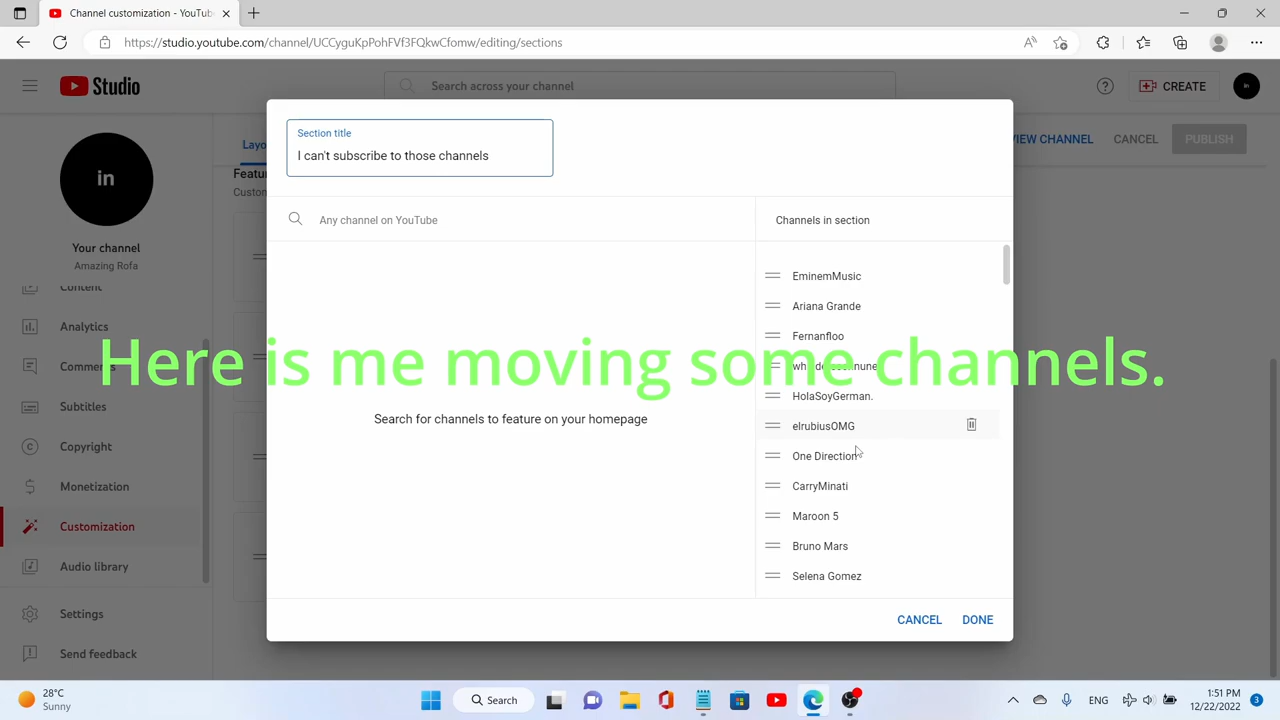 Channel customization - YouTub
https://studio.youtube.com/channel/UCCyguKpPohFVf3FQkwCfomw/editing/sections
Studio
Search across your channel
CREATE
in
in
Your channel
Amazing Rofa
Content
Analytics
Subtitles
Copyright
Monetization
Customization
Audio library
Settings
Send feedback
VIEW CHANNEL
CANCEL
PUBLISH
Section title
I can't subscribe to those channels
Any channel on YouTube
Search for channels to feature on your homepage
Channels in section
EminemMusic
Ariana Grande
Fernanfloo
HolaSoyGerman.
elrubiusOMG
One Direction
CarryMinati
Maroon 5
Bruno Mars
Selena Gomez
CANCEL
DONE
Here is me moving some channels.
28°C
Sunny
Search
ENG
1:51 PM
12/22/2022
3